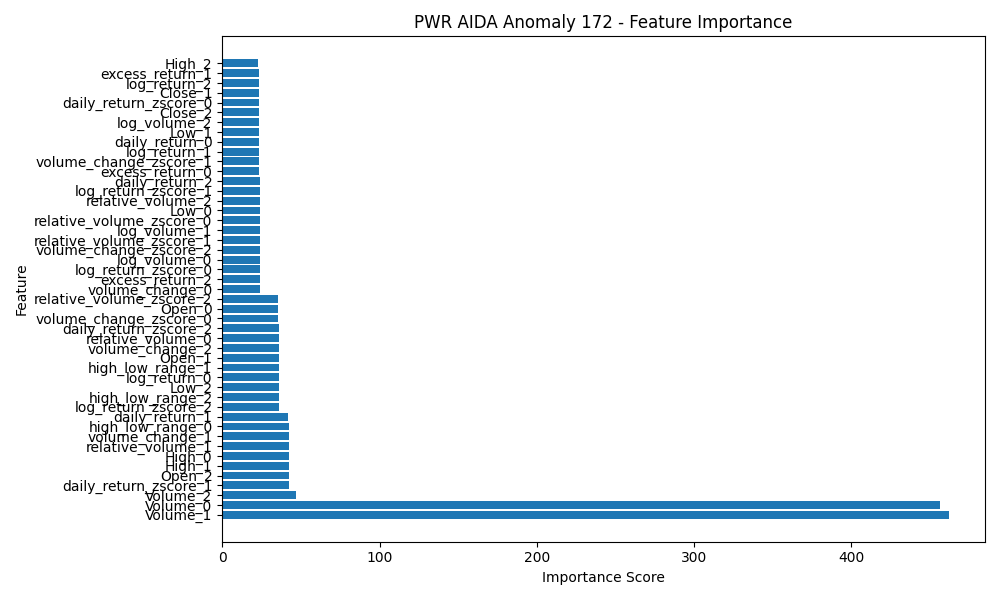 PWR AIDA Anomaly 172 - Feature Importance
High_2
excess_return_1
log_return_2
Close_1
daily_return_zscore_0
Close_2
log_volume_2
Low_1
daily_return_0
log_return_1
volume_change_zscore_1
excess_return_0
daily_return_2
log_return_zscore_1
relative_volume_2
Low_0
relative_volume_zscore_0
log_volume_1
relative_volume_zscore_1
volume_change_zscore_2
log_volume_0
log_return_zscore_0
excess_return_2
volume_change_0
relative_volume_zscore_2
Open_0
volume_change_zscore_0
daily_return_zscore_2
relative_volume_0
volume_change_2
Open_1
high_low_range_1
log_return_0
Low_2
high_low_range_2
log_return_zscore_2
daily_return_1
high_low_range_0
volume_change_1
relative_volume_1
High_0
High_1
Open_2
daily_return_zscore_1
Volume_2
Volume_0
Volume_1
Feature
0 100 200 300 400
Importance Score